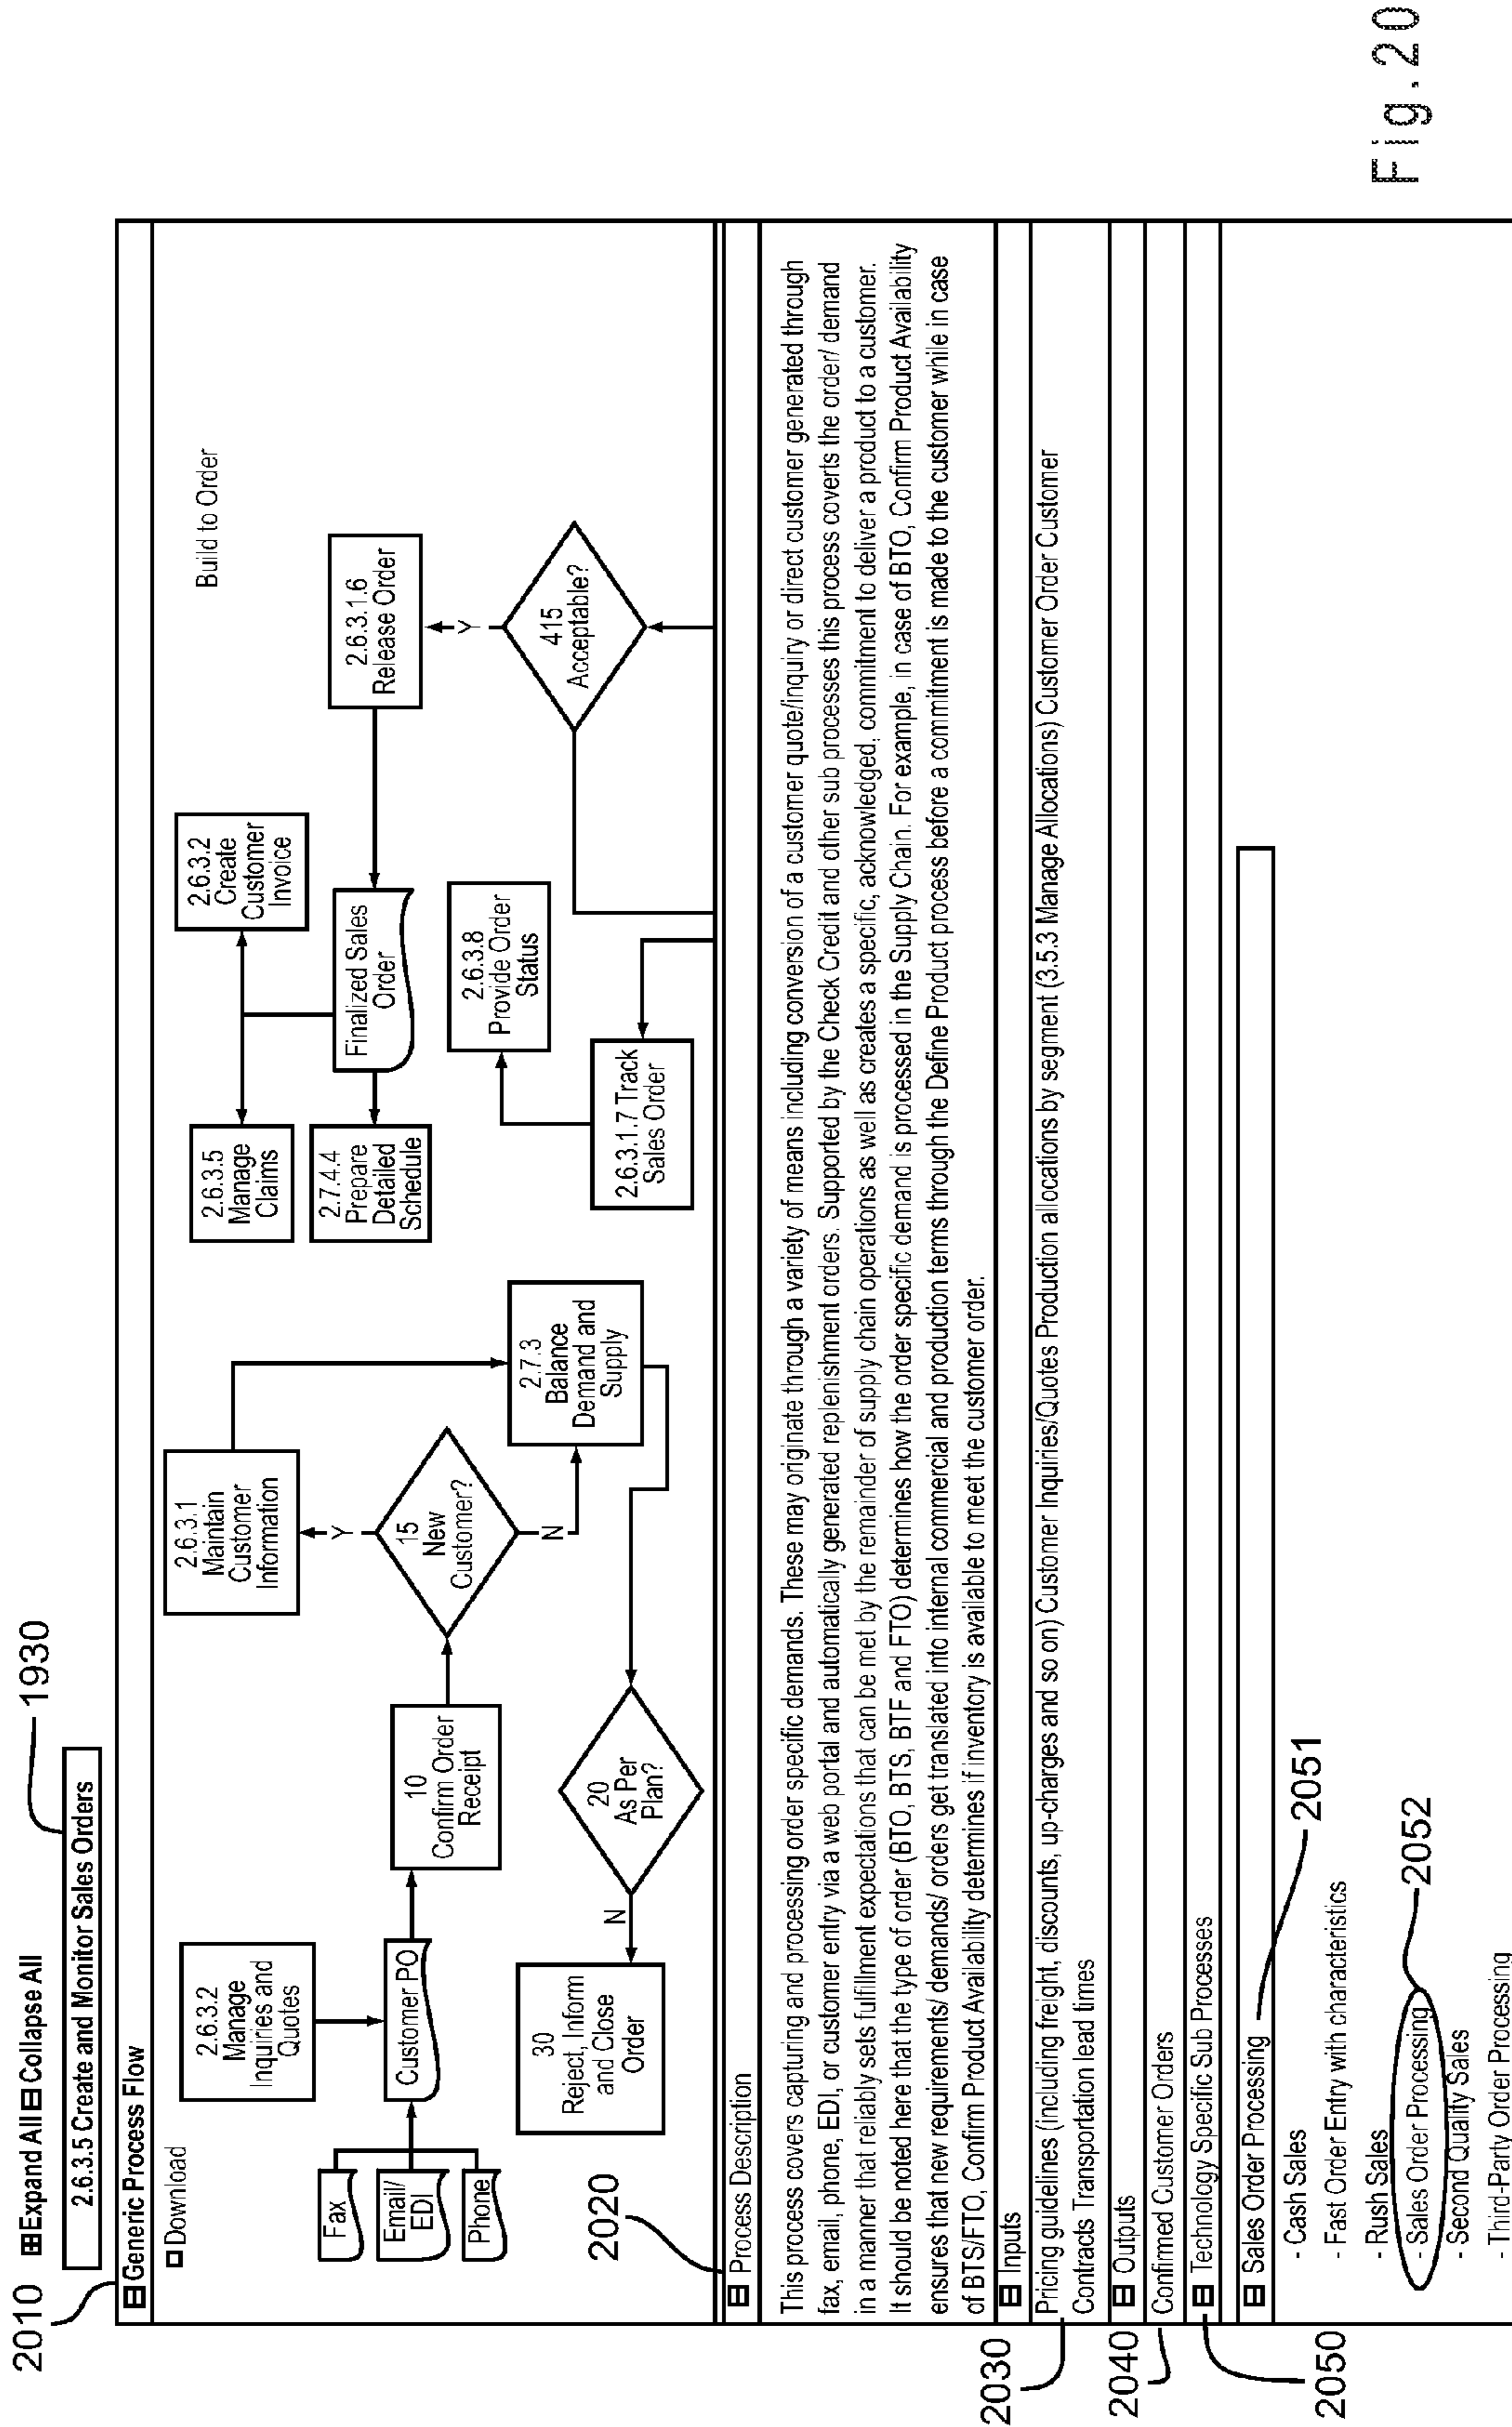 2010
⊞Expand All ⊟ Collapse All
1930
2.6.3.5 Create and Monitor Sales Orders
⊟ Generic Process Flow
Download
Build to Order
Fax
Email/
EDI
Phone
2.6.3.2
Manage
Inquiries and
Quotes
Customer PO
10
Confirm Order
Receipt
15
New
Customer?
Y
N
2.6.3.1
Maintain
Customer
Information
2.7.3
Balance
Demand and
Supply
20
As Per
Plan?
N
30
Reject, Inform
and Close
Order
2.6.3.5
Manage
Claims
2.7.4.4
Prepare
Detailed
Schedule
2.6.3.2
Create
Customer
Invoice
Finalized Sales
Order
2.6.3.1.6
Release Order
Y
415
Acceptable?
2.6.3.8
Provide Order
Status
2.6.3.1.7 Track
Sales Order
2020
⊟ Process Description
This process covers capturing and processing order specific demands. These may originate through a variety of means including conversion of a customer quote/inquiry or direct customer generated through
fax, email, phone, EDI, or customer entry via a web portal and automatically generated replenishment orders. Supported by the Check Credit and other sub processes this process coverts the order/ demand
in a manner that reliably sets fulfillment expectations that can be met by the remainder of supply chain operations as well as creates a specific, acknowledged, commitment to deliver a product to a customer.
It should be noted here that the type of order (BTO, BTS, BTF and FTO) determines how the order specific demand is processed in the Supply Chain. For example, in case of BTO, Confirm Product Availability
ensures that new requirements/ demands/ orders get translated into internal commercial and production terms through the Define Product process before a commitment is made to the customer while in case
of BTS/FTO, Confirm Product Availability determines if inventory is available to meet the customer order.
⊟ Inputs
2030
Pricing guidelines (including freight, discounts, up-charges and so on) Customer Inquiries/Quotes Production allocations by segment (3.5.3 Manage Allocations) Customer Order Customer
Contracts Transportation lead times
⊟ Outputs
2040
Confirmed Customer Orders
⊟ Technology Specific Sub Processes
2050
⊟ Sales Order Processing
2051
- Cash Sales
- Fast Order Entry with characteristics
- Rush Sales
- Sales Order Processing
2052
- Second Quality Sales
- Third-Party Order Processing
Fig.20